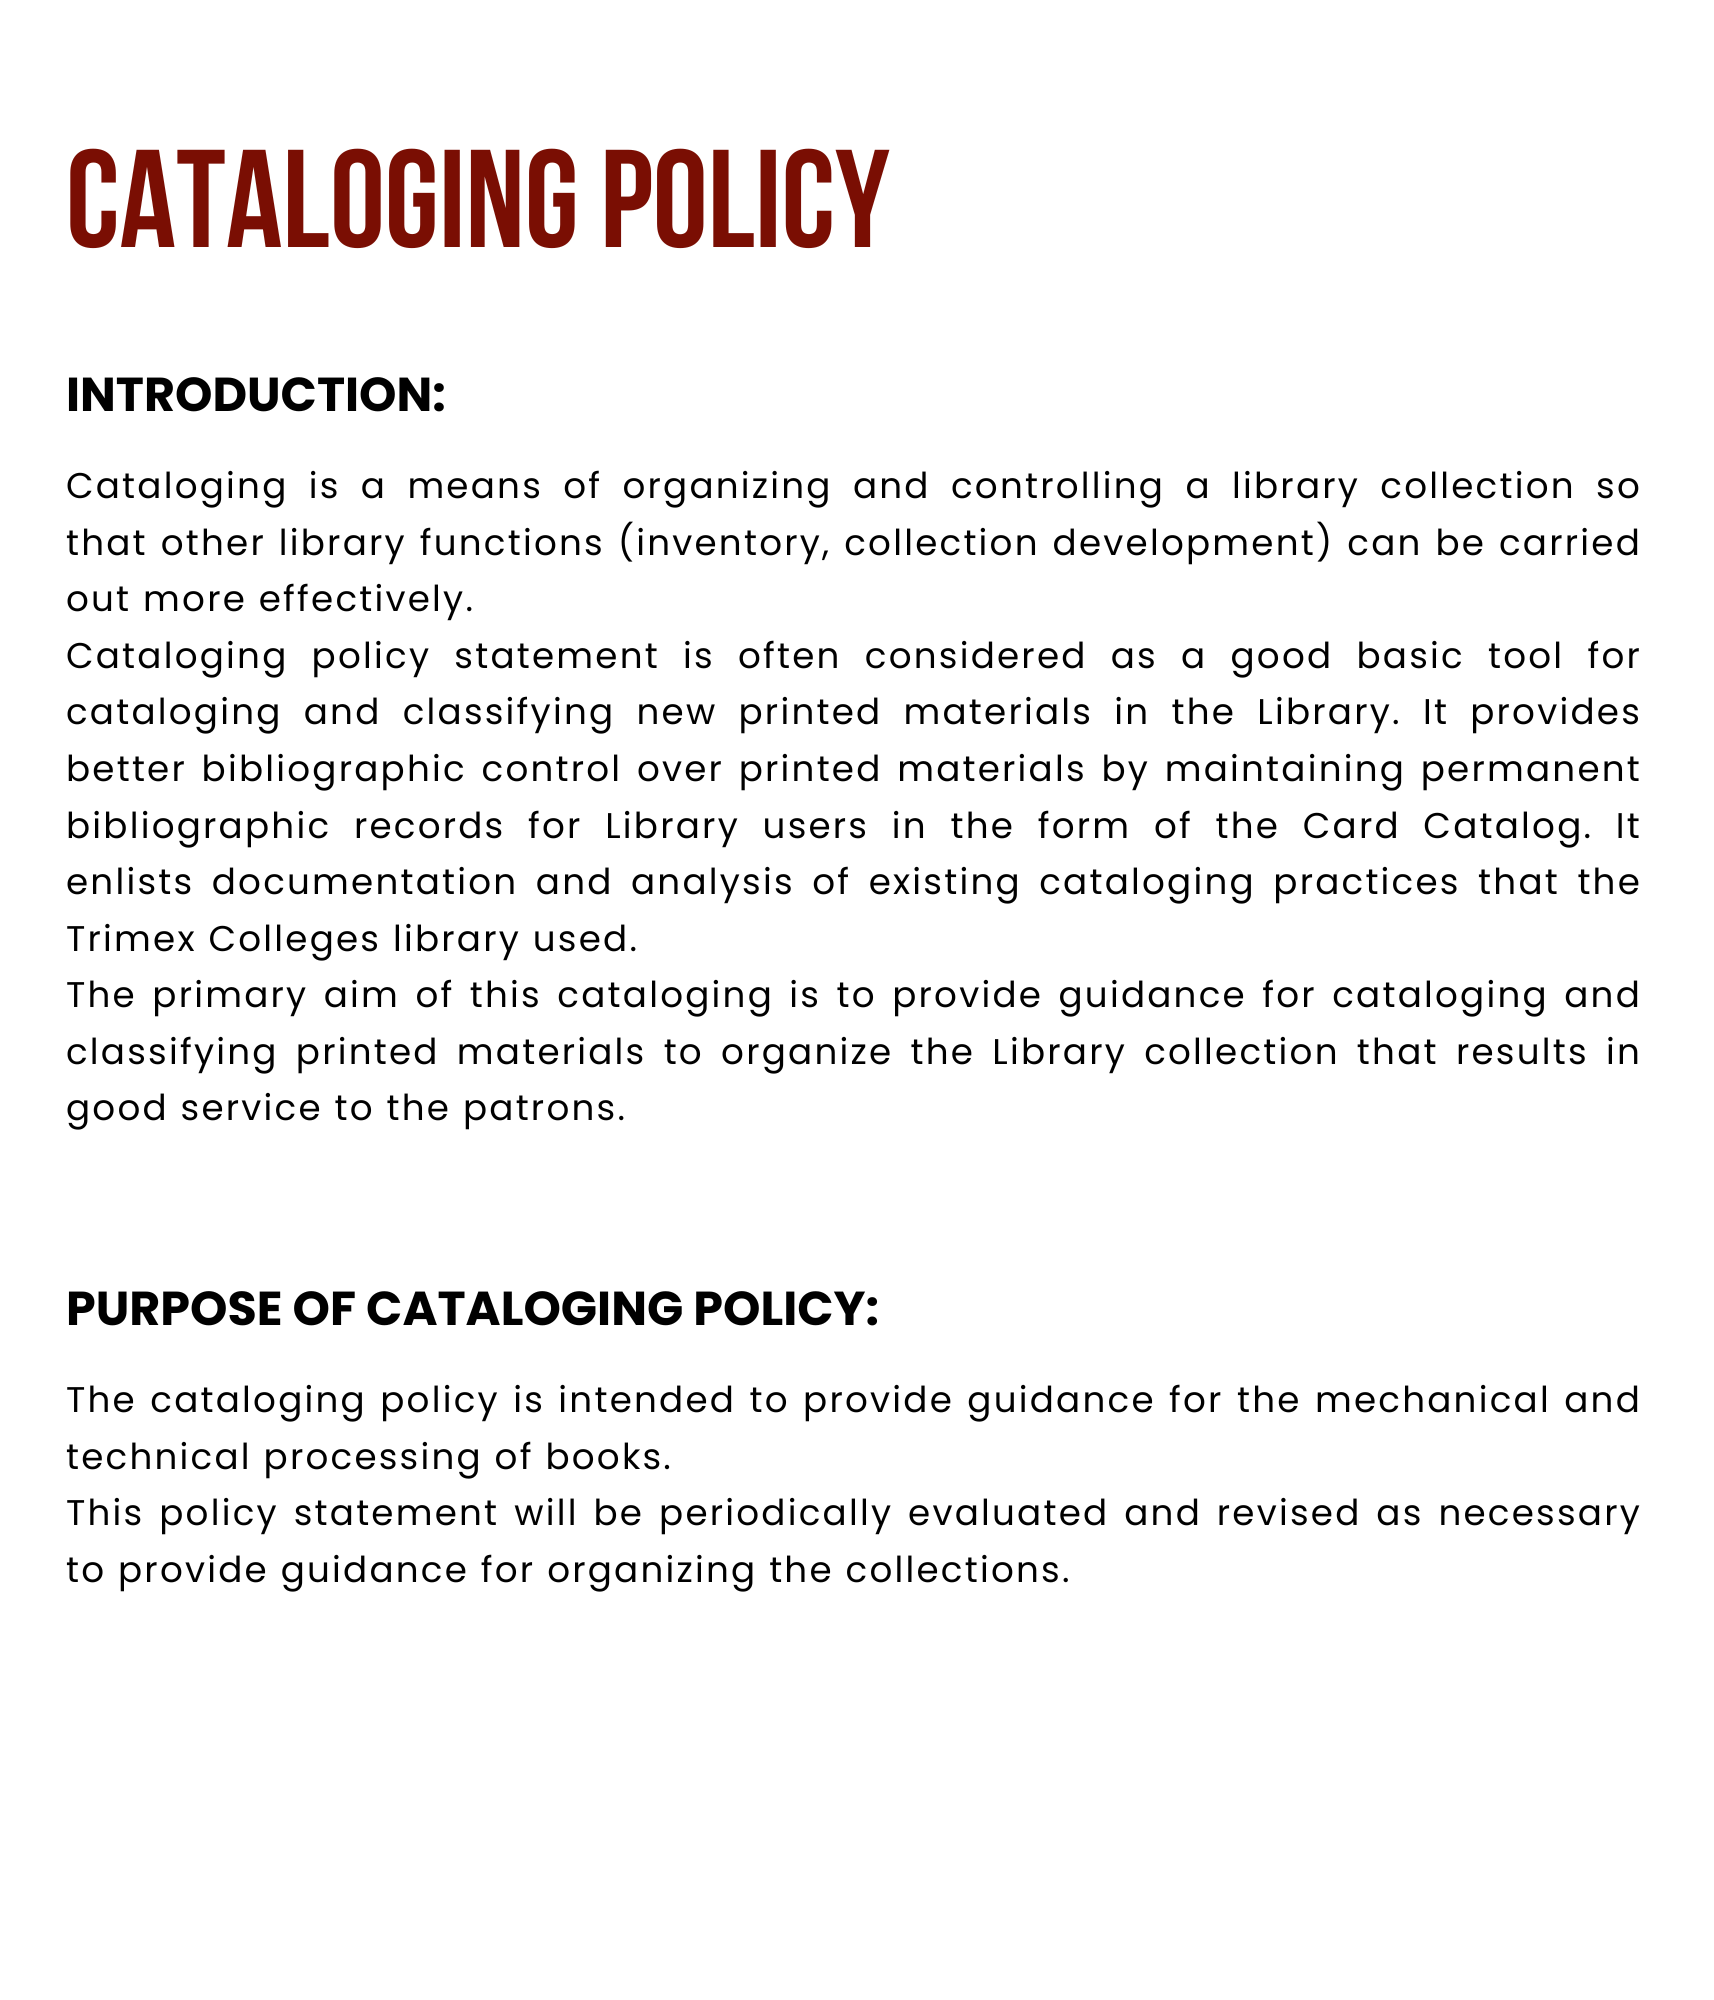 CATALOGING POLICY
INTRODUCTION:
Cataloging is a means of organizing and controlling a library collection so
that other library functions (inventory, collection development) can be carried
out more effectively.
Cataloging policy statement is often considered as a good basic tool for
cataloging and classifying new printed materials in the Library. It provides
better bibliographic control over printed materials by maintaining permanent
bibliographic records for Library users in the form of the Card Catalog. It
enlists documentation and analysis of existing cataloging practices that the
Trimex Colleges library used.
The primary aim of this cataloging is to provide guidance for cataloging and
classifying printed materials to organize the Library collection that results in
good service to the patrons.
PURPOSE OF CATALOGING POLICY:
The cataloging policy is intended to provide guidance for the mechanical and
technical processing of books.
This policy statement will be periodically evaluated and revised as necessary
to provide guidance for organizing the collections.